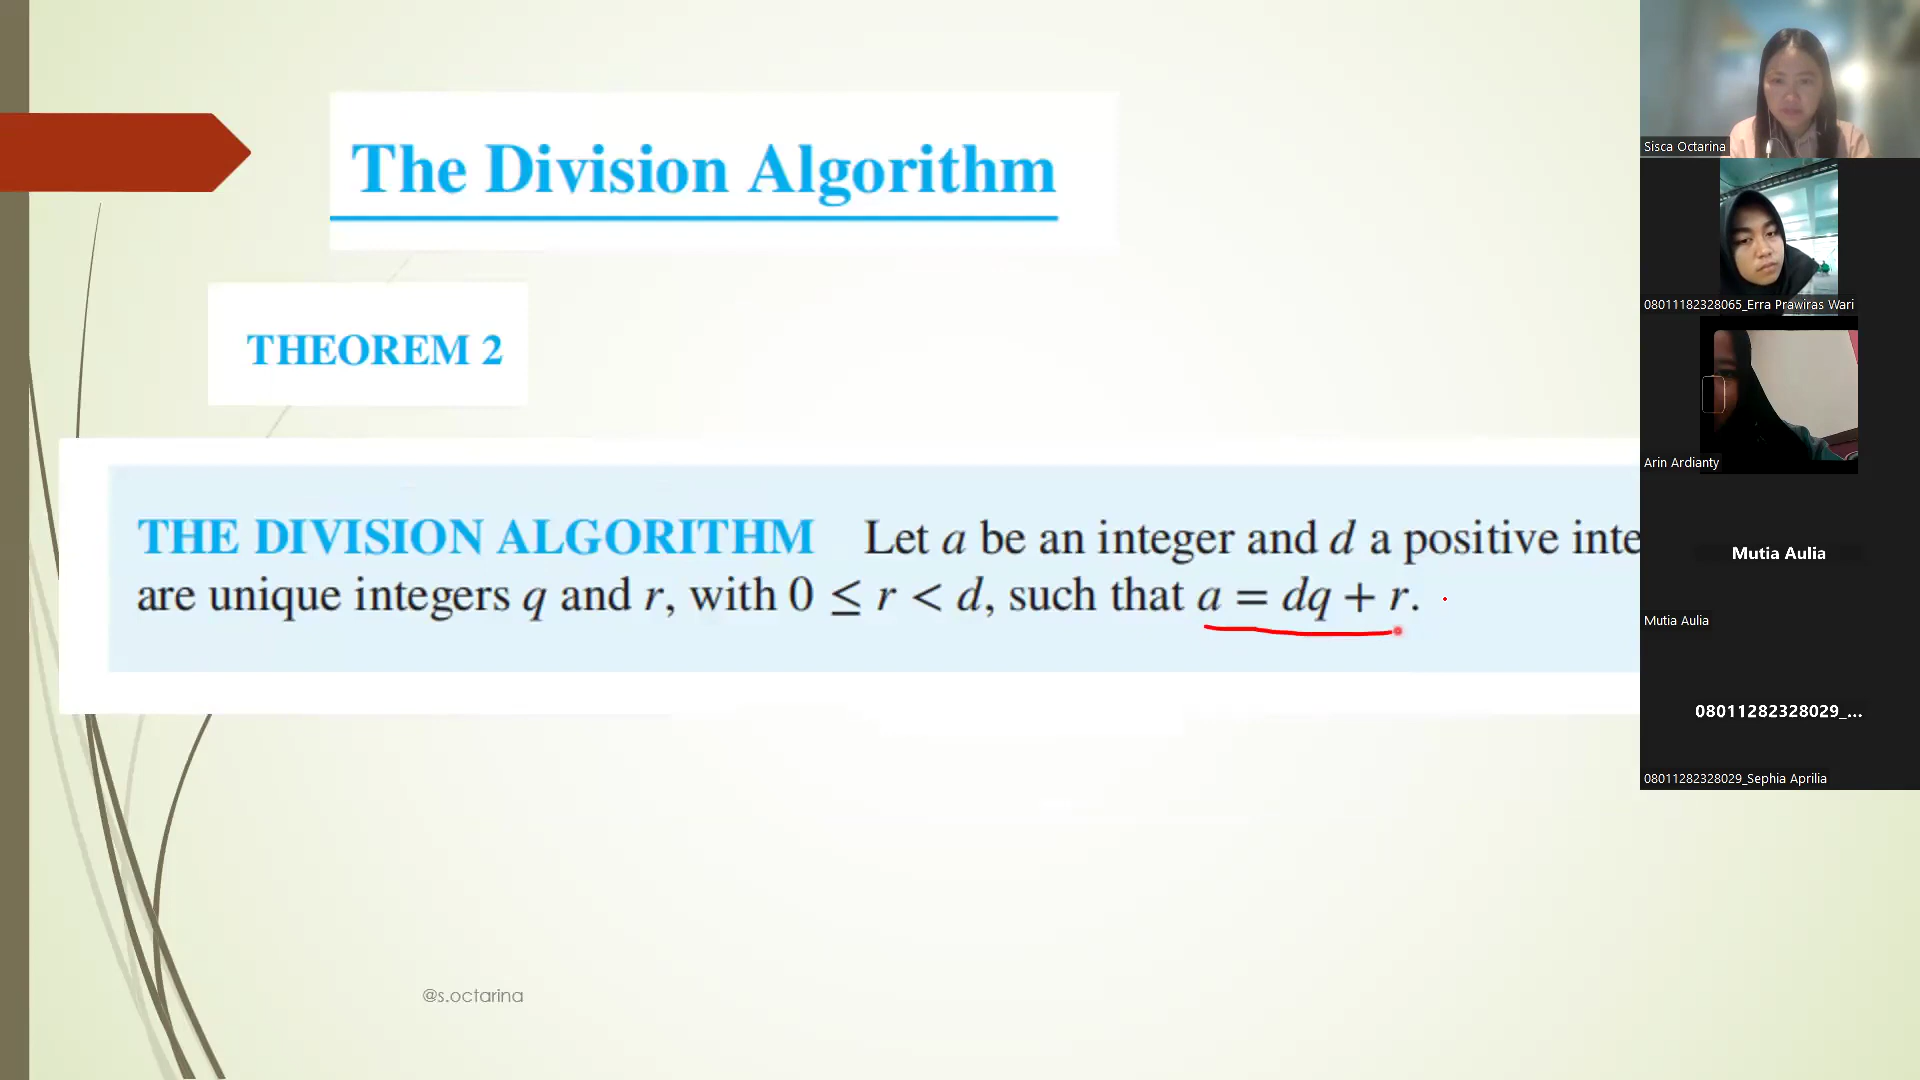 The Division Algorithm
THEOREM 2
THE DIVISION ALGORITHM Let a be an integer and d a positive inte
are unique integers q and r, with 0 ≤ r < d, such that a = dq + r.
@s.octarina
Sisca Octarina
08011182328065_Erra Prawiras Wari
Arin Ardianty
Mutia Aulia
Mutia Aulia
08011282328029_...
08011282328029_Sephia Aprilia